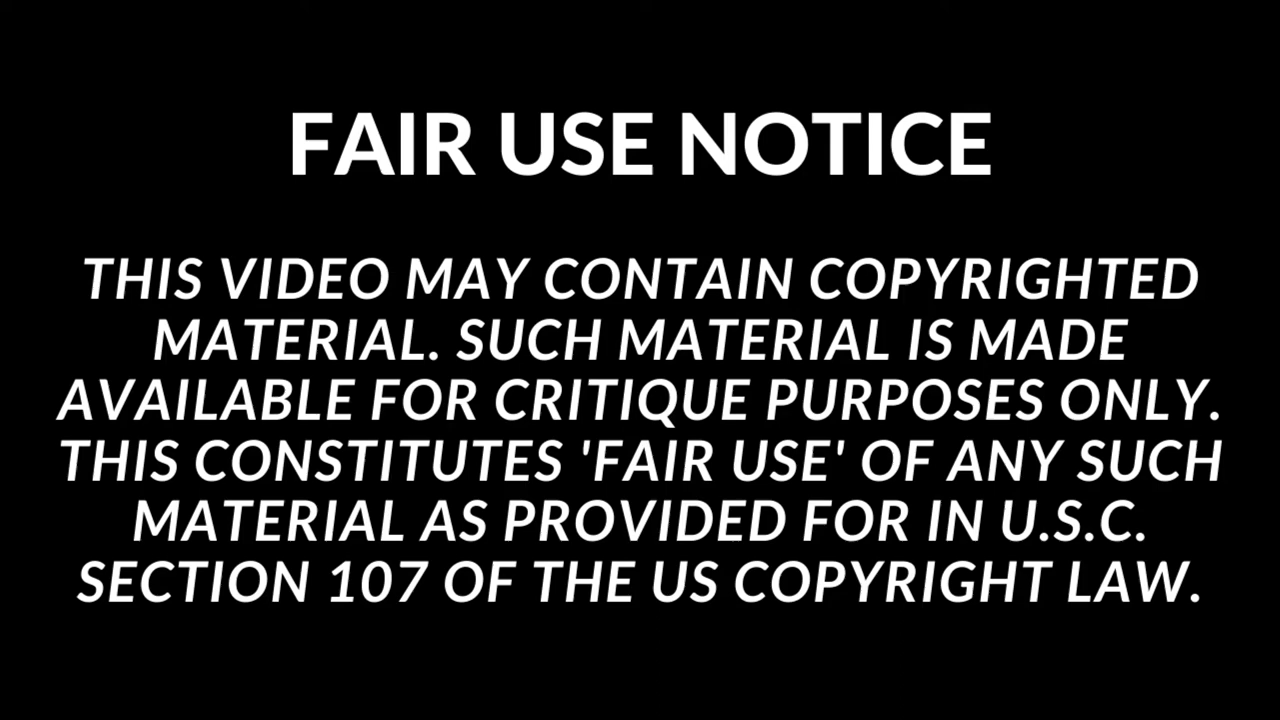 FAIR USE NOTICE
THIS VIDEO MAY CONTAIN COPYRIGHTED
MATERIAL. SUCH MATERIAL IS MADE
AVAILABLE FOR CRITIQUE PURPOSES ONLY.
THIS CONSTITUTES 'FAIR USE' OF ANY SUCH
MATERIAL AS PROVIDED FOR IN U.S.C.
SECTION 107 OF THE US COPYRIGHT LAW.